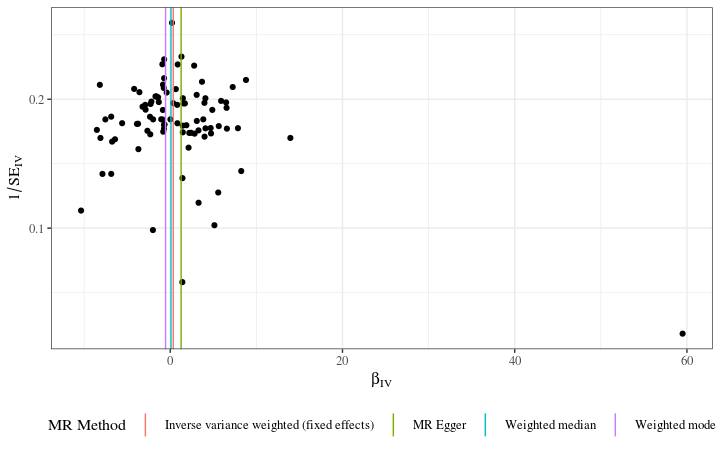 0.2
0.1
1/SE_IV
0 20 40 60
β_IV
MR Method Inverse variance weighted (fixed effects) MR Egger Weighted median Weighted mode